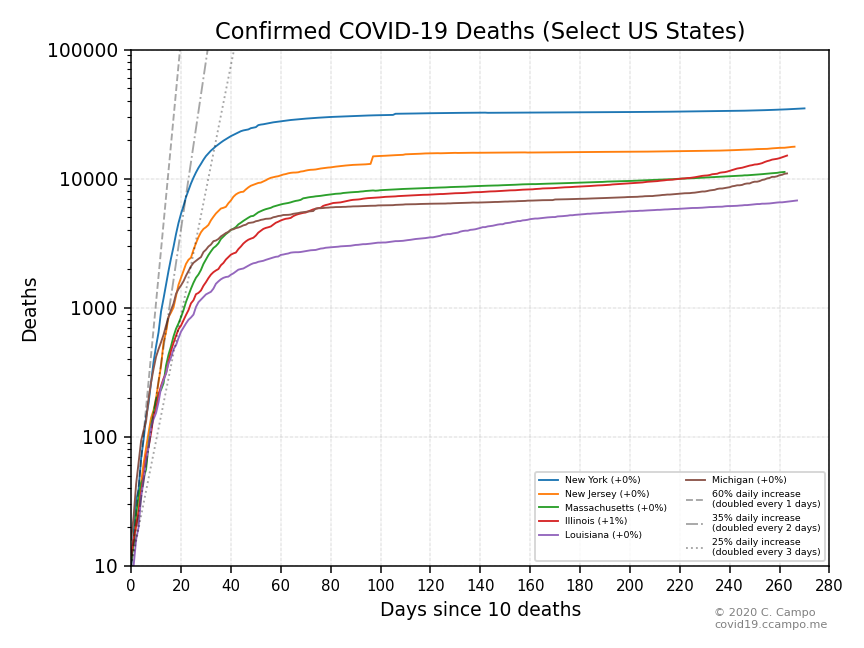 Confirmed COVID-19 Deaths (Select US States)
100000
10000
1000
100
10
Deaths
0 20 40 60 80 100 120 140 160 180 200 220 240 260 280
Days since 10 deaths
New York (+0%)
New Jersey (+0%)
Massachusetts (+0%)
Illinois (+1%)
Louisiana (+0%)
Michigan (+0%)
60% daily increase
(doubled every 1 days)
35% daily increase
(doubled every 2 days)
25% daily increase
(doubled every 3 days)
© 2020 C. Campo
covid19.ccampo.me